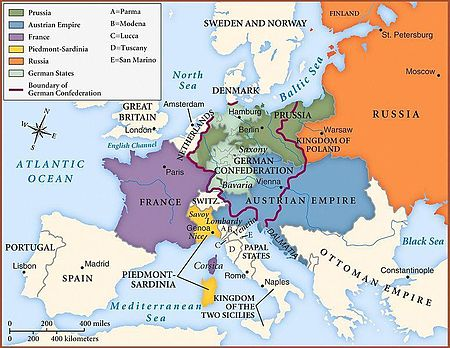 Prussia
Austrian Empire
France
Piedmont-Sardinia
Russia
German States
Boundary of
German Confederation
A=Parma
B=Modena
C=Lucca
D=Tuscany
E=San Marino
SWEDEN AND NORWAY
FINLAND
St. Petersburg
Moscow
RUSSIA
North
Sea
Baltic Sea
DENMARK
GREAT
BRITAIN
London
English Channel
Amsterdam
NETHERLANDS
Hamburg
Berlin
PRUSSIA
Warsaw
KINGDOM OF
POLAND
Saxony
GERMAN
CONFEDERATION
Bavaria
Vienna
AUSTRIAN EMPIRE
ATLANTIC
OCEAN
Paris
FRANCE
SWITZ.
Savoy
Lombardy
Venetia
Genoa
Nice
A
B
C
D
E
DALMATIA
PAPAL
STATES
Corsica
Rome
Naples
PORTUGAL
Lisbon
Madrid
SPAIN
PIEDMONT-
SARDINIA
Mediterranean
Sea
KINGDOM
OF THE
TWO SICILIES
Black Sea
Constantinople
OTTOMAN EMPIRE
0 200 400 miles
0 200 400 kilometers